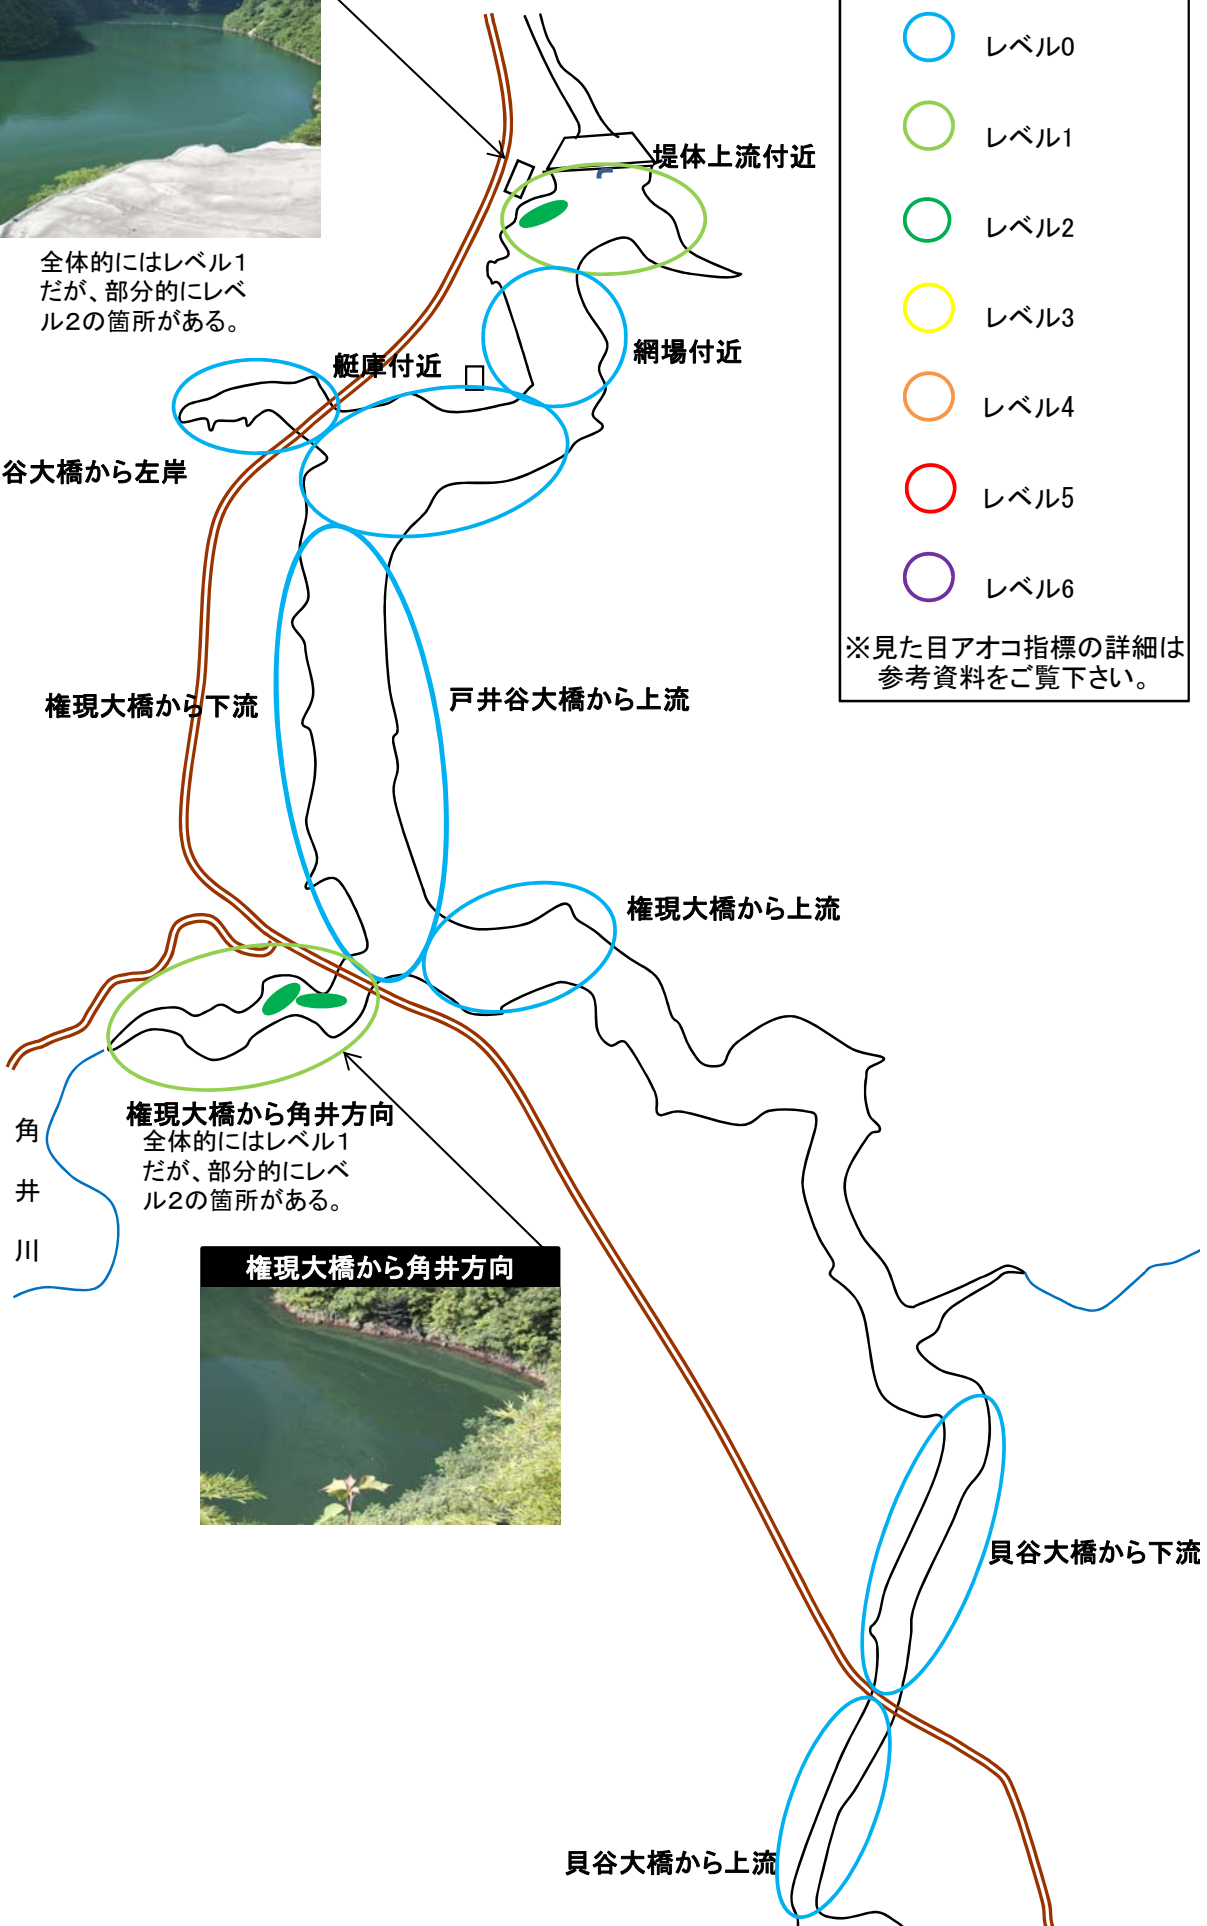 レベル0
レベル1
レベル2
レベル3
レベル4
レベル5
レベル6
※見た目アオコ指標の詳細は
参考資料をご覧下さい。
堤体上流付近
全体的にはレベル１
だが、部分的にレベ
ル２の箇所がある。
網場付近
艇庫付近
谷大橋から左岸
権現大橋から下流
戸井谷大橋から上流
権現大橋から上流
権現大橋から角井方向
全体的にはレベル１
だが、部分的にレベ
ル２の箇所がある。
角
井
川
権現大橋から角井方向
貝谷大橋から下流
貝谷大橋から上流